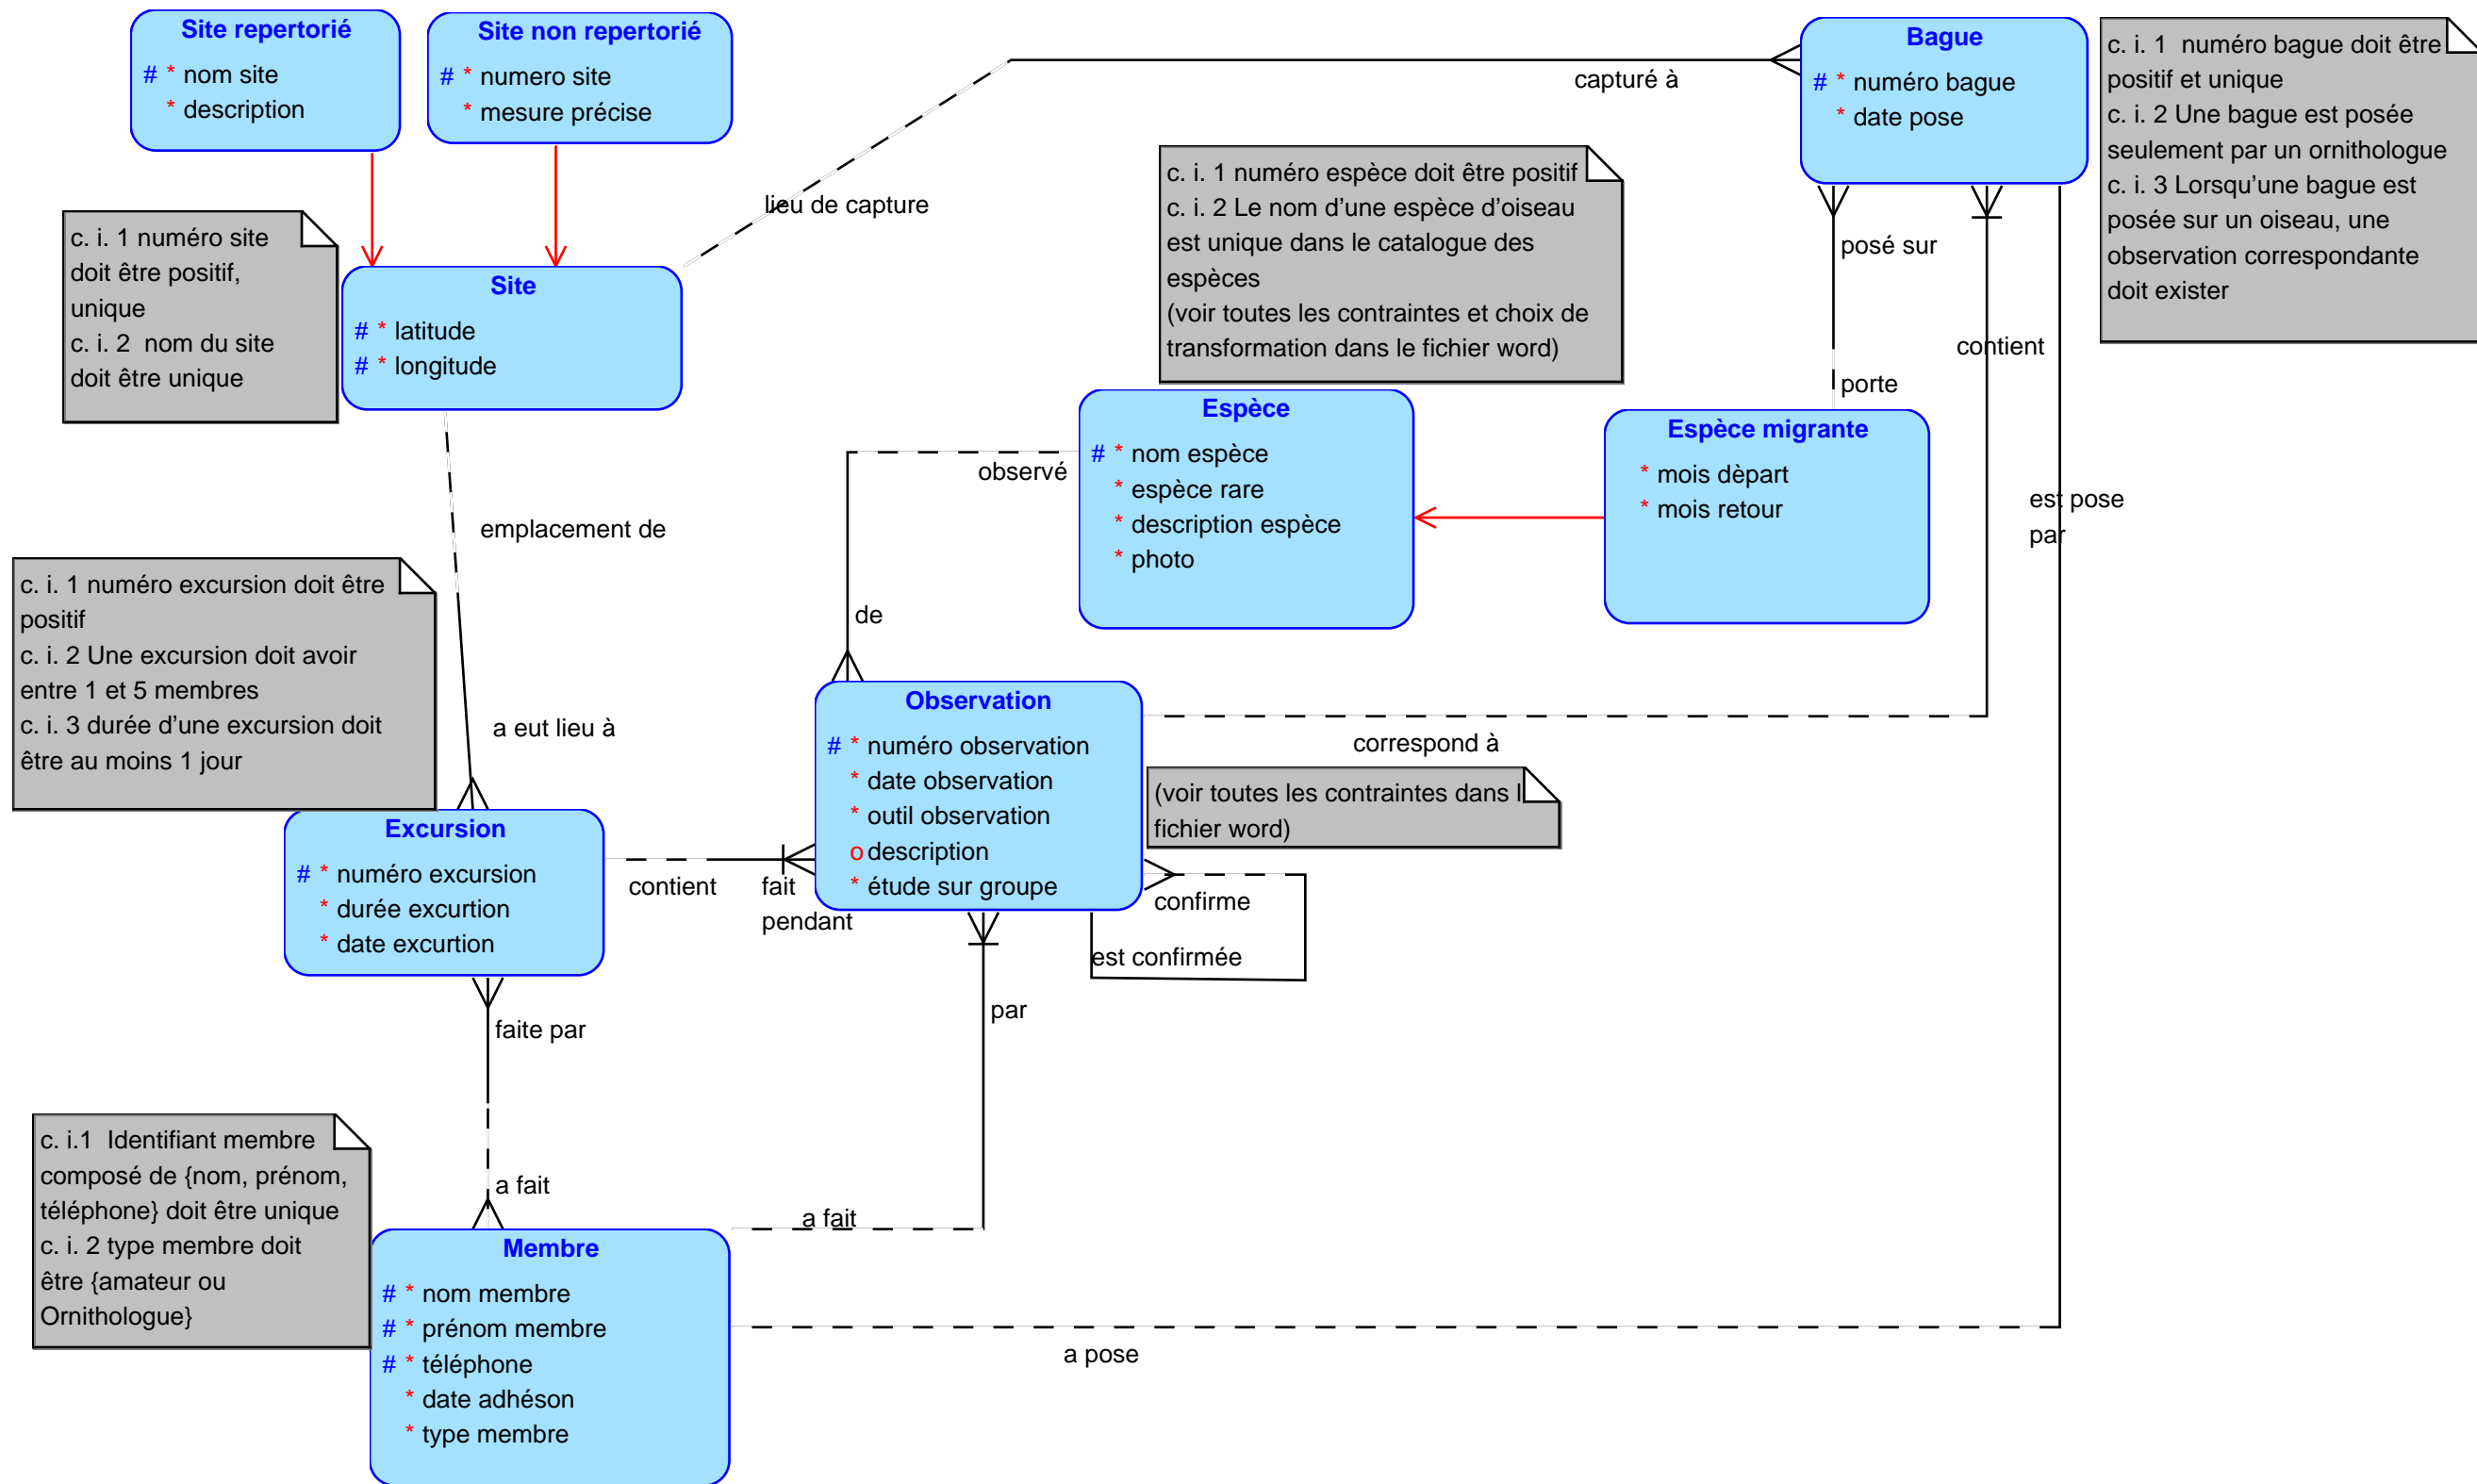 Site repertorié
# * nom site
* description
Site non repertorié
# * numero site
* mesure précise
Bague
# * numéro bague
* date pose
c. i. 1 numéro bague doit être
positif et unique
c. i. 2 Une bague est posée
seulement par un ornithologue
c. i. 3 Lorsqu'une bague est
posée sur un oiseau, une
observation correspondante
doit exister
capturé à
lieu de capture
c. i. 1 numéro espèce doit être positif
c. i. 2 Le nom d'une espèce d'oiseau
est unique dans le catalogue des
espèces
(voir toutes les contraintes et choix de
transformation dans le fichier word)
posé sur
contient
porte
c. i. 1 numéro site
doit être positif,
unique
c. i. 2 nom du site
doit être unique
Site
# * latitude
# * longitude
Espèce
# * nom espèce
* espèce rare
* description espèce
* photo
Espèce migrante
* mois dèpart
* mois retour
observé
est pose
par
emplacement de
de
c. i. 1 numéro excursion doit être
positif
c. i. 2 Une excursion doit avoir
entre 1 et 5 membres
c. i. 3 durée d'une excursion doit
être au moins 1 jour
a eut lieu à
Observation
# * numéro observation
* date observation
* outil observation
o description
* étude sur groupe
correspond à
(voir toutes les contraintes dans l
fichier word)
Excursion
# * numéro excursion
* durée excurtion
* date excurtion
contient
fait
pendant
confirme
est confirmée
par
faite par
a fait
a fait
c. i.1 Identifiant membre
composé de {nom, prénom,
téléphone} doit être unique
c. i. 2 type membre doit
être {amateur ou
Ornithologue}
Membre
# * nom membre
# * prénom membre
# * téléphone
* date adhéson
* type membre
a pose